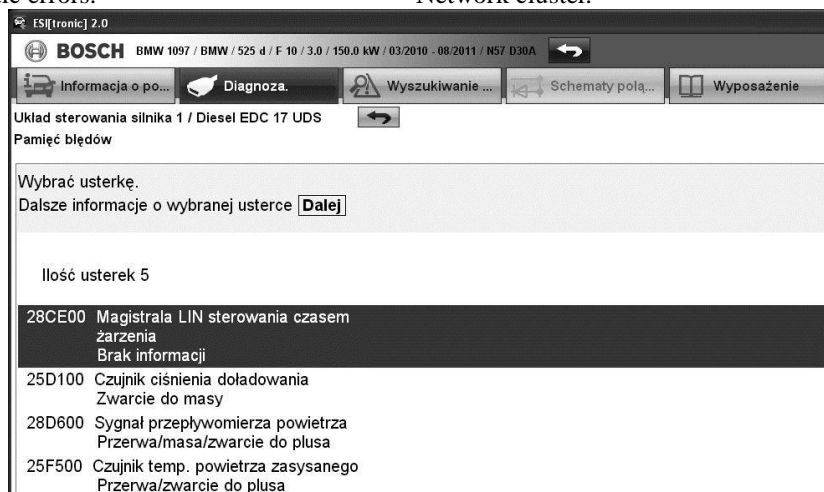 errors.
Network cluster.
ESI[tronic] 2.0
BOSCH BMW 1097 / BMW / 525 d / F 10 / 3.0 / 150.0 kW / 03/2010 - 08/2011 / N57 D30A
Informacja o po... Diagnoza. Wyszukiwanie ... Schematy połą... Wyposażenie
Układ sterowania silnika 1 / Diesel EDC 17 UDS
Pamięć błędów
Wybrać usterkę.
Dalsze informacje o wybranej usterce Dalej
Ilość usterek 5
28CE00 Magistrala LIN sterowania czasem
żarzenia
Brak informacji
25D100 Czujnik ciśnienia doładowania
Zwarcie do masy
28D600 Sygnał przepływomierza powietrza
Przerwa/masa/zwarcie do plusa
25F500 Czujnik temp. powietrza zasysanego
Przerwa/zwarcie do plusa